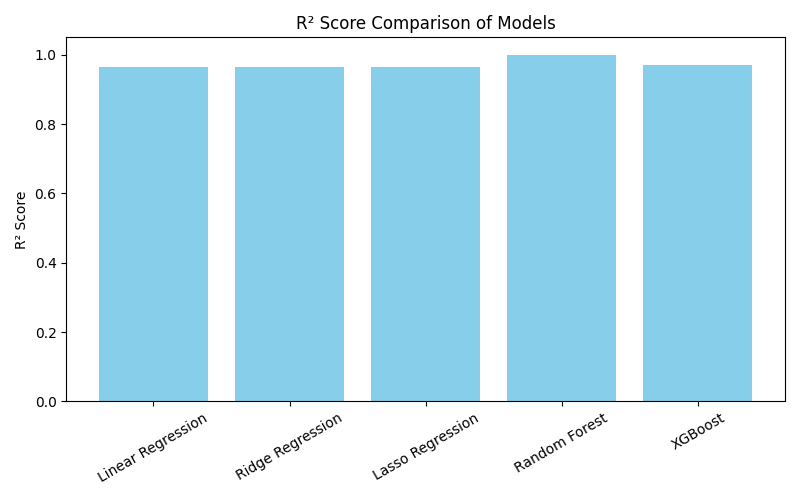 R² Score Comparison of Models
1.0
0.8
0.6
0.4
0.2
0.0
R² Score
Linear Regression
Ridge Regression
Lasso Regression
Random Forest
XGBoost